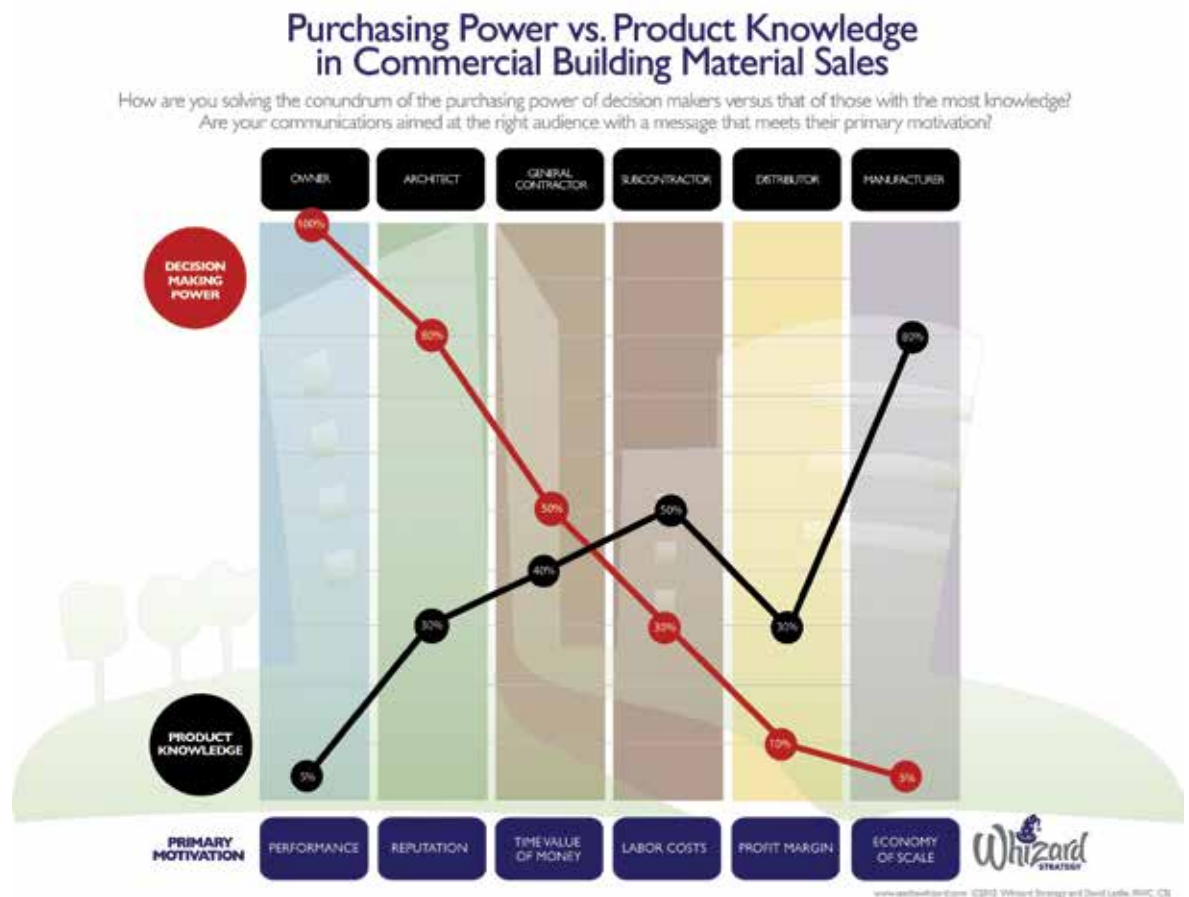 Purchasing Power vs. Product Knowledge
in Commercial Building Material Sales
How are you solving the conundrum of the purchasing power of decision makers versus that of those with the most knowledge?
Are your communications aimed at the right audience with a message that meets their primary motivation?
OWNER
ARCHITECT
GENERAL
CONTRACTOR
SUBCONTRACTOR
DISTRIBUTOR
MANUFACTURER
100%
DECISION
MAKING
POWER
80%
80%
50%
50%
40%
30%
30%
30%
PRODUCT
KNOWLEDGE
10%
5%
5%
PRIMARY
MOTIVATION
PERFORMANCE
REPUTATION
TIME VALUE
OF MONEY
LABOR COSTS
PROFIT MARGIN
ECONOMY
OF SCALE
Whizard
STRATEGY
Whizard Strategy and David